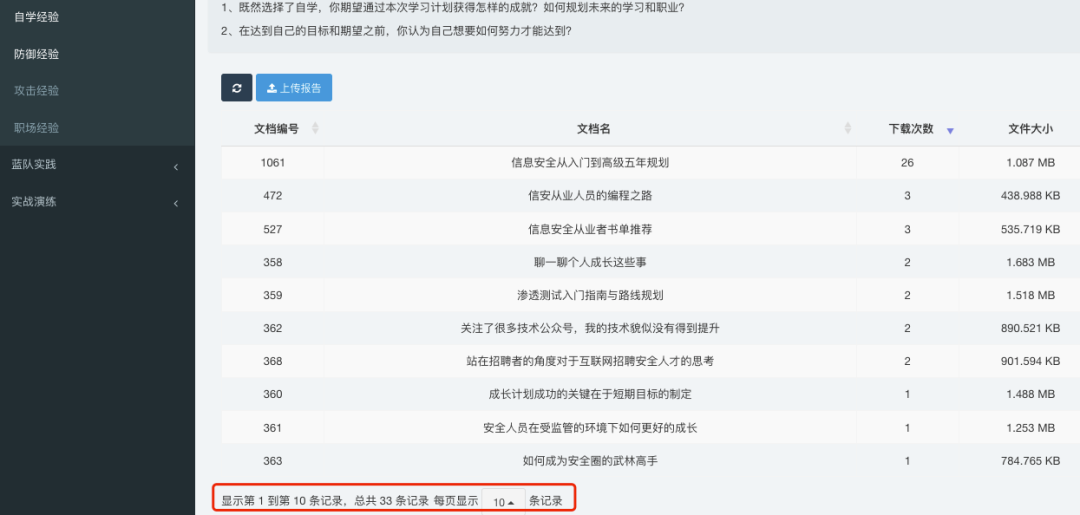 自学经验
防御经验
攻击经验
职场经验
蓝队实践
实战演练
1、既然选择了自学，你期望通过本次学习计划获得怎样的成就？如何规划未来的学习和职业？
2、在达到自己的目标和期望之前，你认为自己想要如何努力才能达到？
上传报告
文档编号 文档名 下载次数 文件大小
1061 信息安全从入门到高级五年规划 26 1.087 MB
472 信安从业人员的编程之路 3 438.988 KB
527 信息安全从业者书单推荐 3 535.719 KB
358 聊一聊个人成长这些事 2 1.683 MB
359 渗透测试入门指南与路线规划 2 1.518 MB
362 关注了很多技术公众号，我的技术貌似没有得到提升 2 890.521 KB
368 站在招聘者的角度对于互联网招聘安全人才的思考 2 901.594 KB
360 成长计划成功的关键在于短期目标的制定 1 1.488 MB
361 安全人员在受监管的环境下如何更好的成长 1 1.253 MB
363 如何成为安全圈的武林高手 1 784.765 KB
显示第 1 到第 10 条记录，总共 33 条记录 每页显示 10 条记录